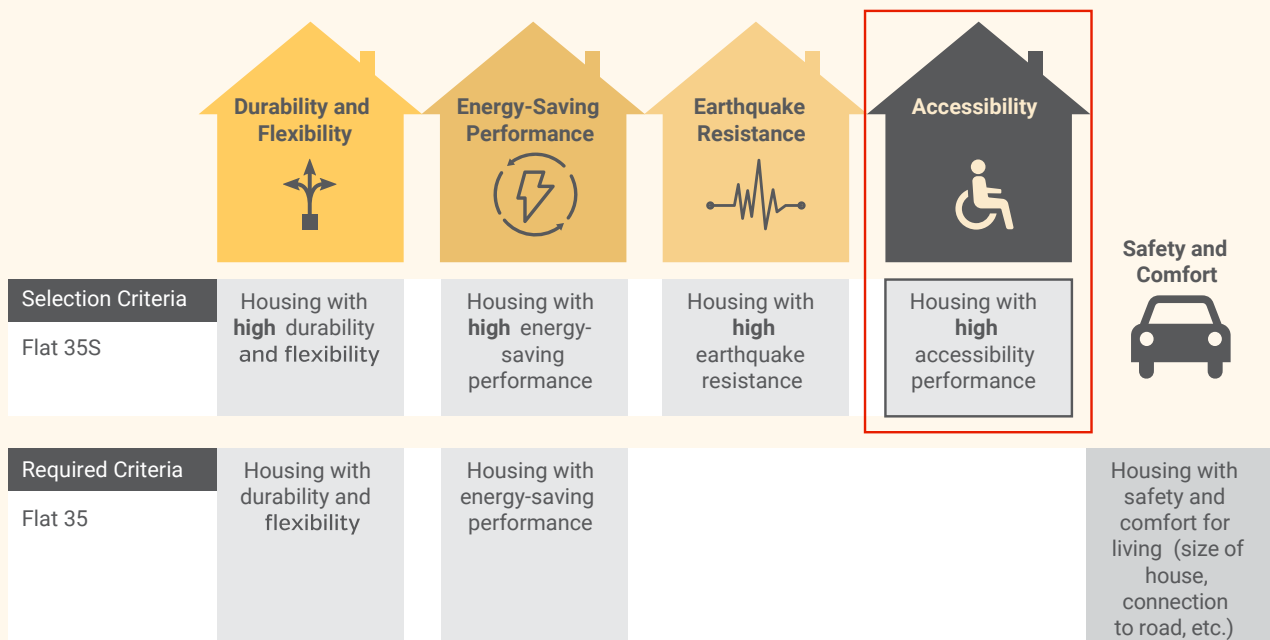 Durability and
Flexibility
Energy-Saving
Performance
Earthquake
Resistance
Accessibility
Safety and
Comfort
Selection Criteria
Flat 35S
Housing with
high durability
and flexibility
Housing with
high energy-
saving
performance
Housing with
high
earthquake
resistance
Housing with
high
accessibility
performance
Required Criteria
Flat 35
Housing with
durability and
flexibility
Housing with
energy-saving
performance
Housing with
safety and
comfort for
living (size of
house,
connection
to road, etc.)